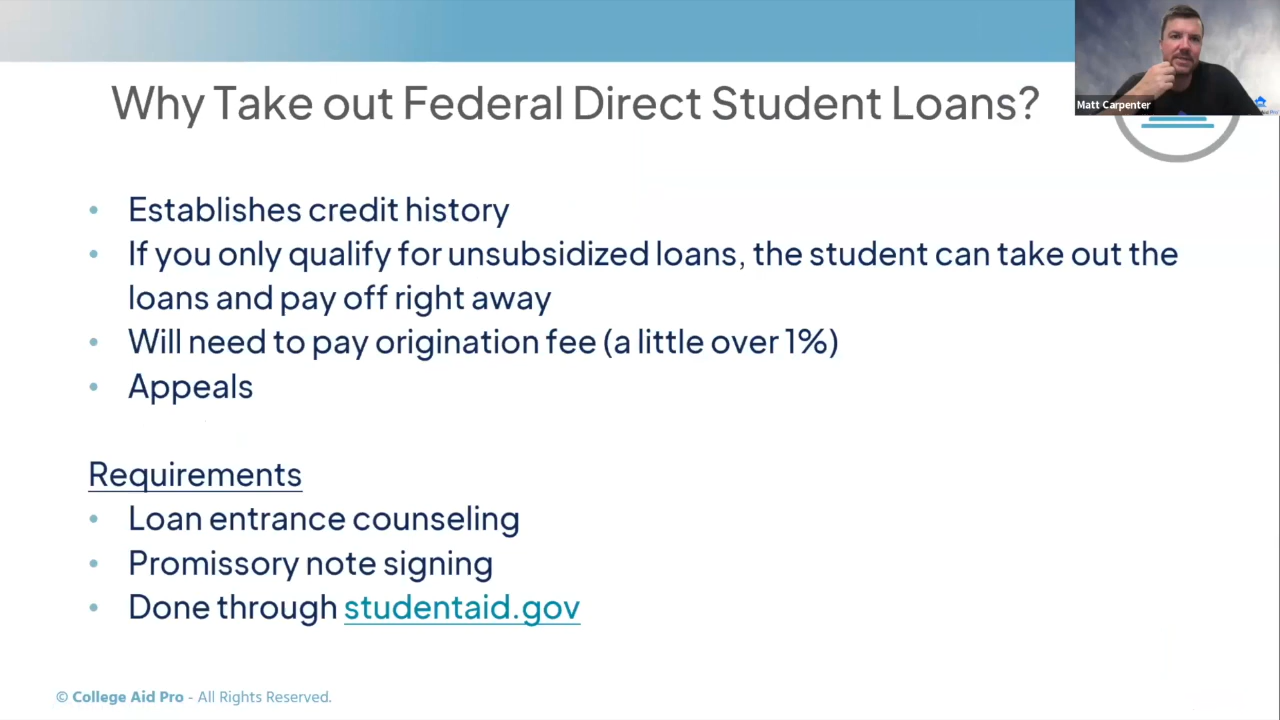 Matt Carpenter
Why Take out Federal Direct Student Loans?
• Establishes credit history
• If you only qualify for unsubsidized loans, the student can take out the
loans and pay off right away
• Will need to pay origination fee (a little over 1%)
• Appeals
Requirements
• Loan entrance counseling
• Promissory note signing
• Done through studentaid.gov
© College Aid Pro - All Rights Reserved.